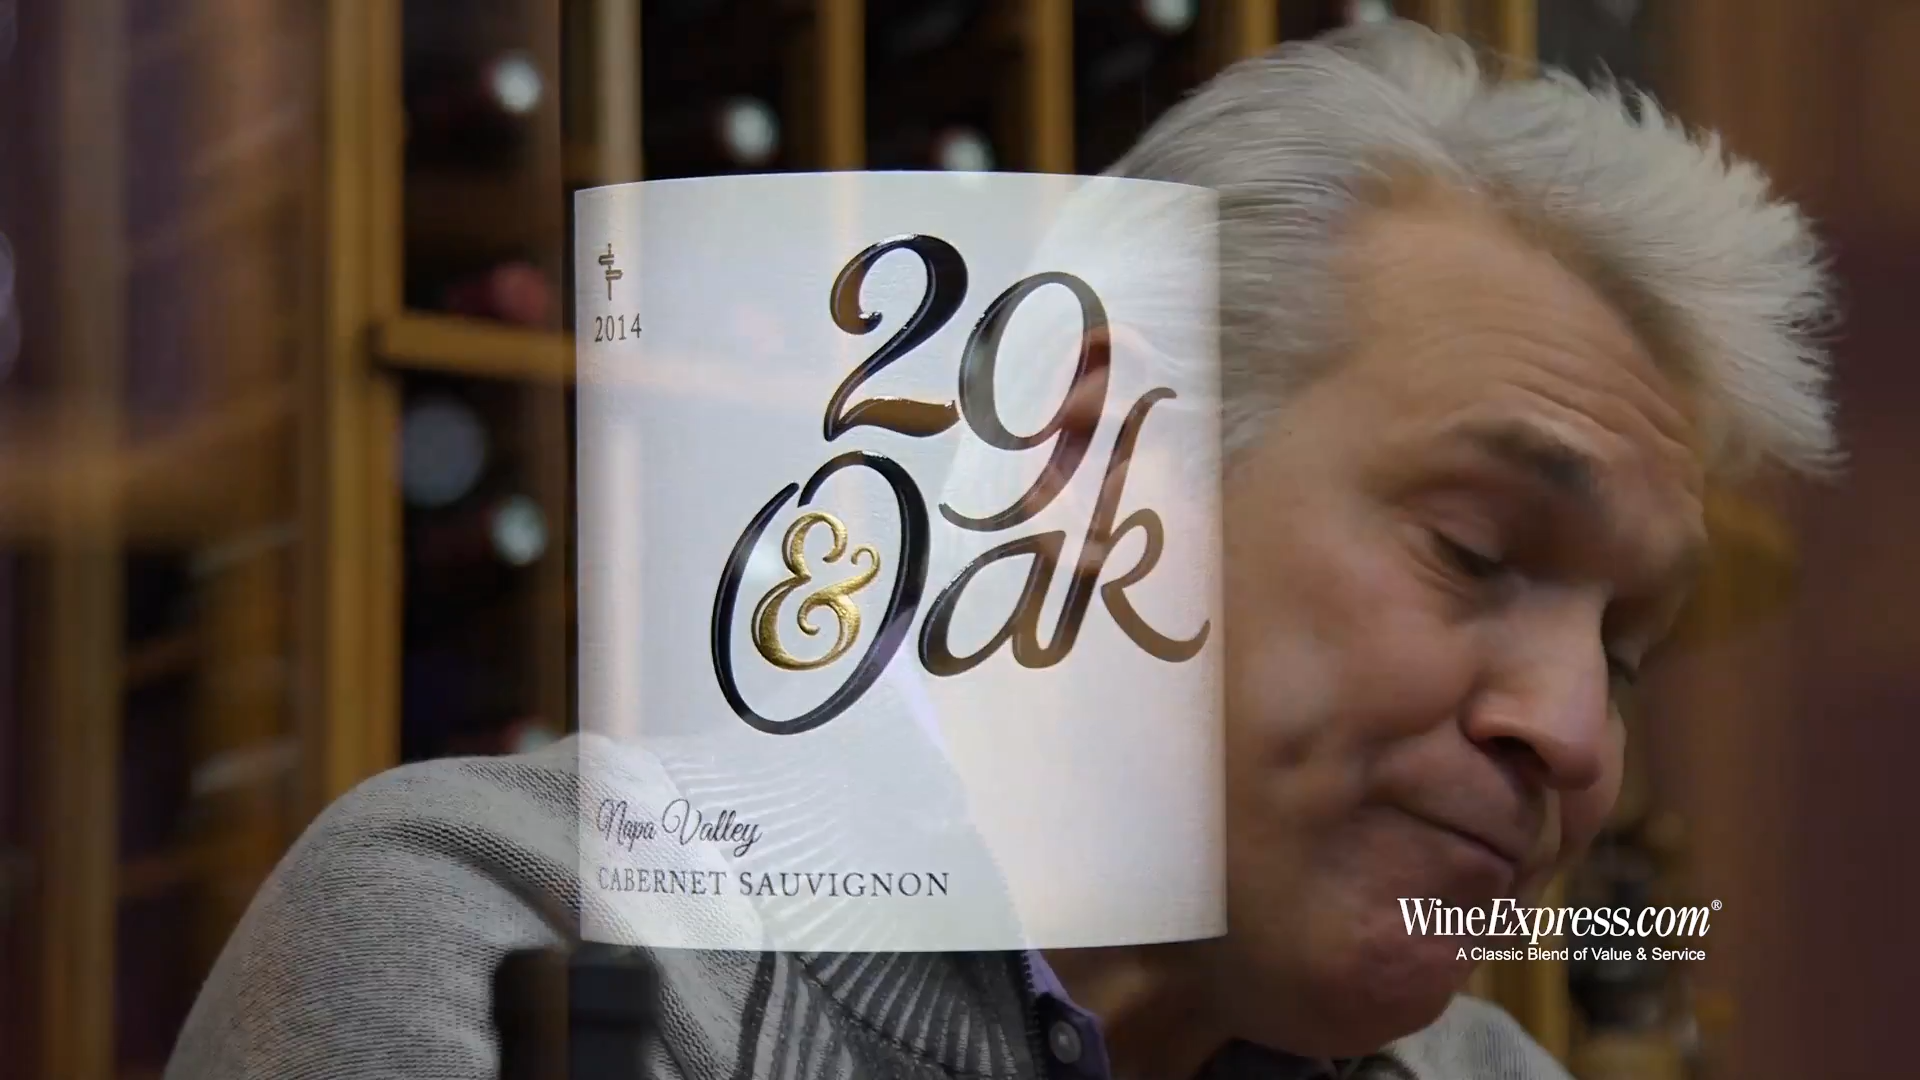 2014
29
& Oak
Napa Valley
CABERNET SAUVIGNON
WineExpress.com®
A Classic Blend of Value & Service